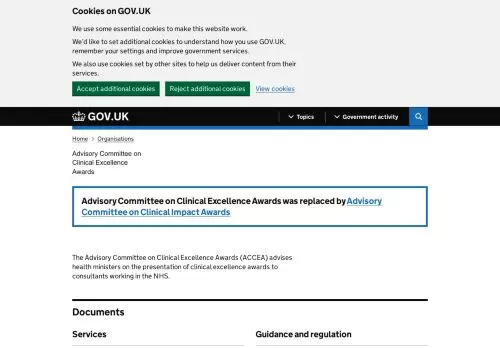 Cookies on GOV.UK
We use some essential cookies to make this website work.
We'd like to set additional cookies to understand how you use GOV.UK,
remember your settings and improve government services.
We also use cookies set by other sites to help us deliver content from their
services.
Accept additional cookies
Reject additional cookies
View cookies
GOV.UK
Topics
Government activity
Home
Organisations
Advisory Committee on
Clinical Excellence
Awards
Advisory Committee on Clinical Excellence Awards was replaced by Advisory
Committee on Clinical Impact Awards
The Advisory Committee on Clinical Excellence Awards (ACCEA) advises
health ministers on the presentation of clinical excellence awards to
consultants working in the NHS.
Documents
Services
Guidance and regulation